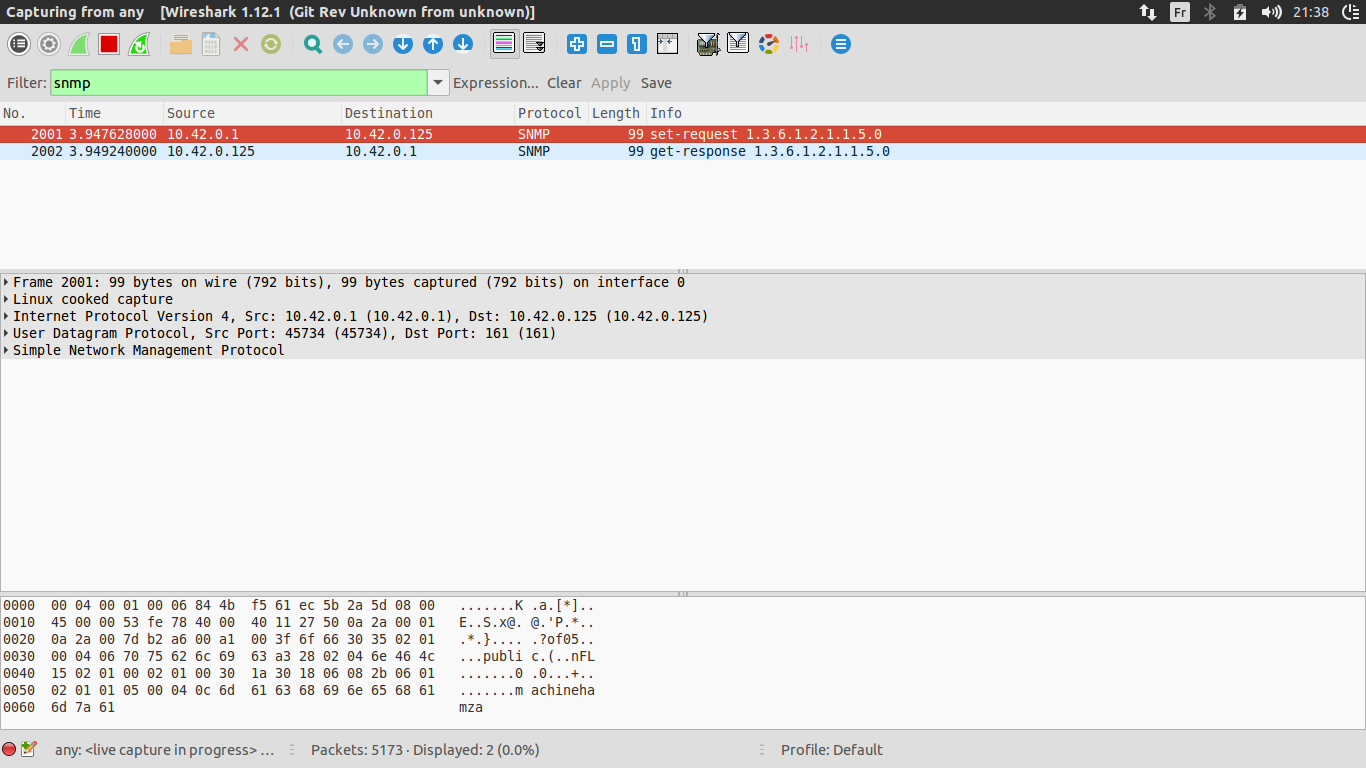 Capturing from any [Wireshark 1.12.1 (Git Rev Unknown from unknown)] Fr 21:38
Filter: snmp Expression... Clear Apply Save
No. Time Source Destination Protocol Length Info
2001 3.947628000 10.42.0.1 10.42.0.125 SNMP 99 set-request 1.3.6.1.2.1.1.5.0
2002 3.949240000 10.42.0.125 10.42.0.1 SNMP 99 get-response 1.3.6.1.2.1.1.5.0
Frame 2001: 99 bytes on wire (792 bits), 99 bytes captured (792 bits) on interface 0
Linux cooked capture
Internet Protocol Version 4, Src: 10.42.0.1 (10.42.0.1), Dst: 10.42.0.125 (10.42.0.125)
User Datagram Protocol, Src Port: 45734 (45734), Dst Port: 161 (161)
Simple Network Management Protocol
0000 00 04 00 01 00 06 84 4b f5 61 ec 5b 2a 5d 08 00 .......K .a.[*]..
0010 45 00 00 53 fe 78 40 00 40 11 27 50 0a 2a 00 01 E..S.x@. @.'P.*..
0020 0a 2a 00 7d b2 a6 00 a1 00 3f 6f 66 30 35 02 01 .*.}.... .?of05..
0030 00 04 06 70 75 62 6c 69 63 a3 28 02 04 6e 46 4c ...publi c.(..nFL
0040 15 02 01 00 02 01 00 30 1a 30 18 06 08 2b 06 01 .......0 .0...+..
0050 02 01 01 05 00 04 0c 6d 61 63 68 69 6e 65 68 61 .......m achineha
0060 6d 7a 61 mza
any: <live capture in progress> ... Packets: 5173 · Displayed: 2 (0.0%) Profile: Default